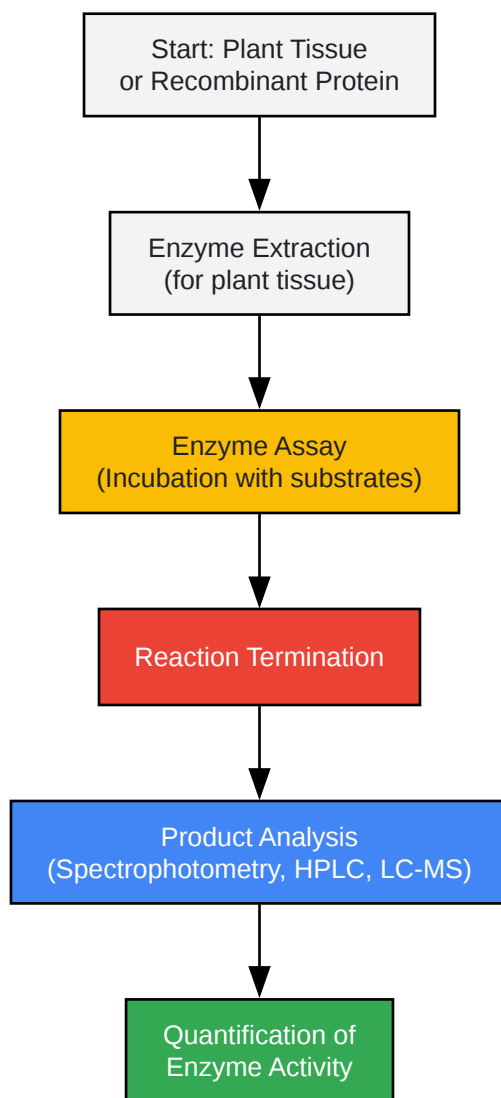 Start: Plant Tissue
or Recombinant Protein
Enzyme Extraction
(for plant tissue)
Enzyme Assay
(Incubation with substrates)
Reaction Termination
Product Analysis
(Spectrophotometry, HPLC, LC-MS)
Quantification of
Enzyme Activity